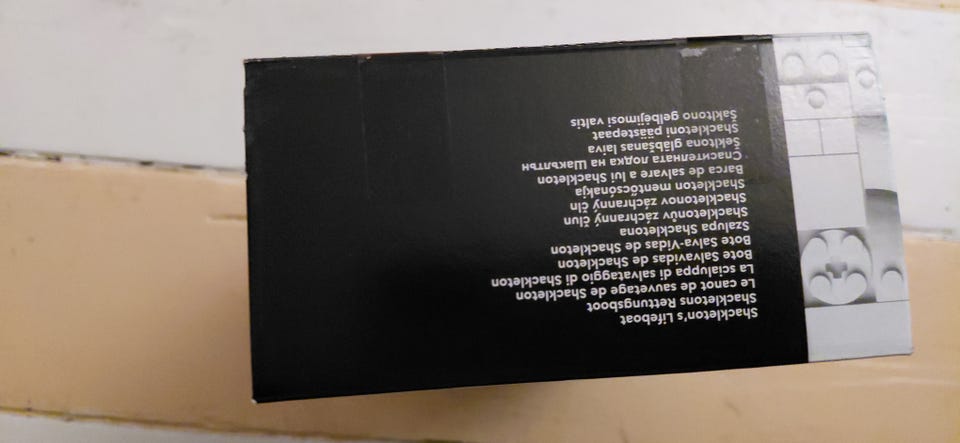 Shackleton's Lifeboat
Shackletons Rettungsboot
Le canot de sauvetage de Shackleton
La scialuppa di salvataggio di Shackleton
Bote Salvavidas de Shackleton
Bote Salva-Vidas de Shackleton
Szalupa Shackletona
Shackletonův záchranný člun
Shackletonov záchranný čln
Shackleton mentőcsónakja
Barca de salvare a lui Shackleton
Спасителната лодка на Шакълтън
Šekltona glābšanas laiva
Shackletoni päästepaat
Šakltono gelbėjimosi valtis